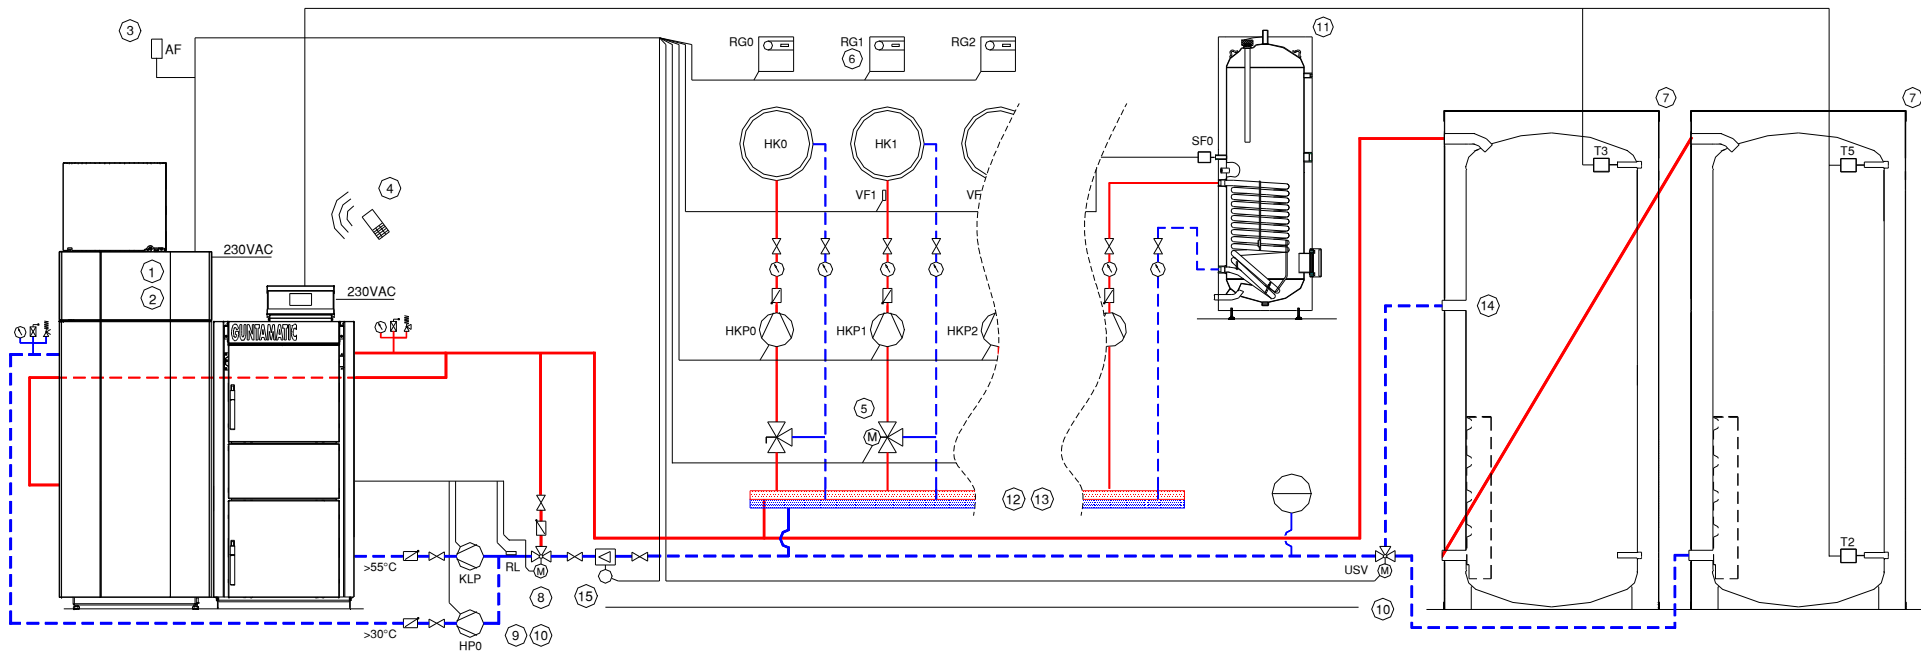 3
AF
RG0
RG1
RG2
6
11
7
7
HK0
HK1
SF0
T3
T5
4
VF1
VF
230VAC
1
2
230VAC
14
GUNTAMATIC
HKP0
HKP1
HKP2
5
M
12
13
>55°C
KLP
RL
M
USV
M
T2
8
15
10
>30°C
HP0
9
10